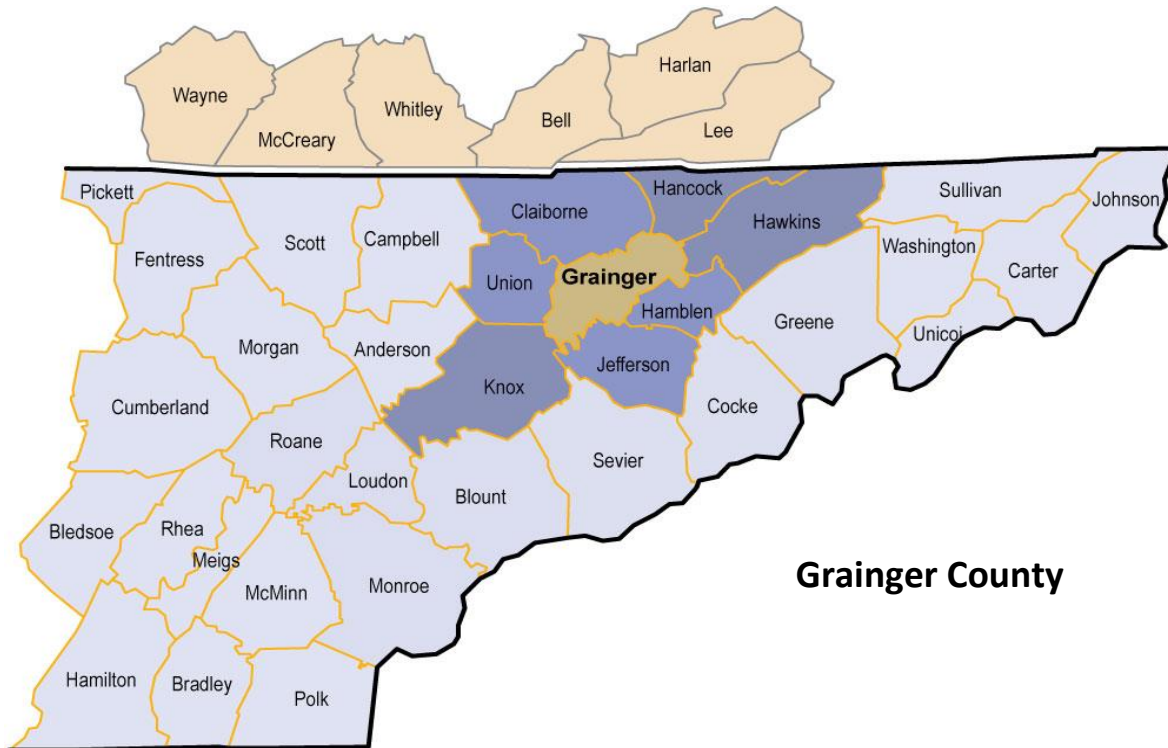 Harlan
Wayne
Whitley
Bell
Lee
McCreary
Pickett
Hancock
Sullivan
Johnson
Claiborne
Hawkins
Scott
Campbell
Washington
Fentress
Carter
Grainger
Union
Hamblen
Greene
Unicoi
Morgan
Anderson
Jefferson
Knox
Cumberland
Cocke
Roane
Sevier
Loudon
Blount
Bledsoe
Rhea
Meigs
McMinn
Monroe
Grainger County
Hamilton
Bradley
Polk